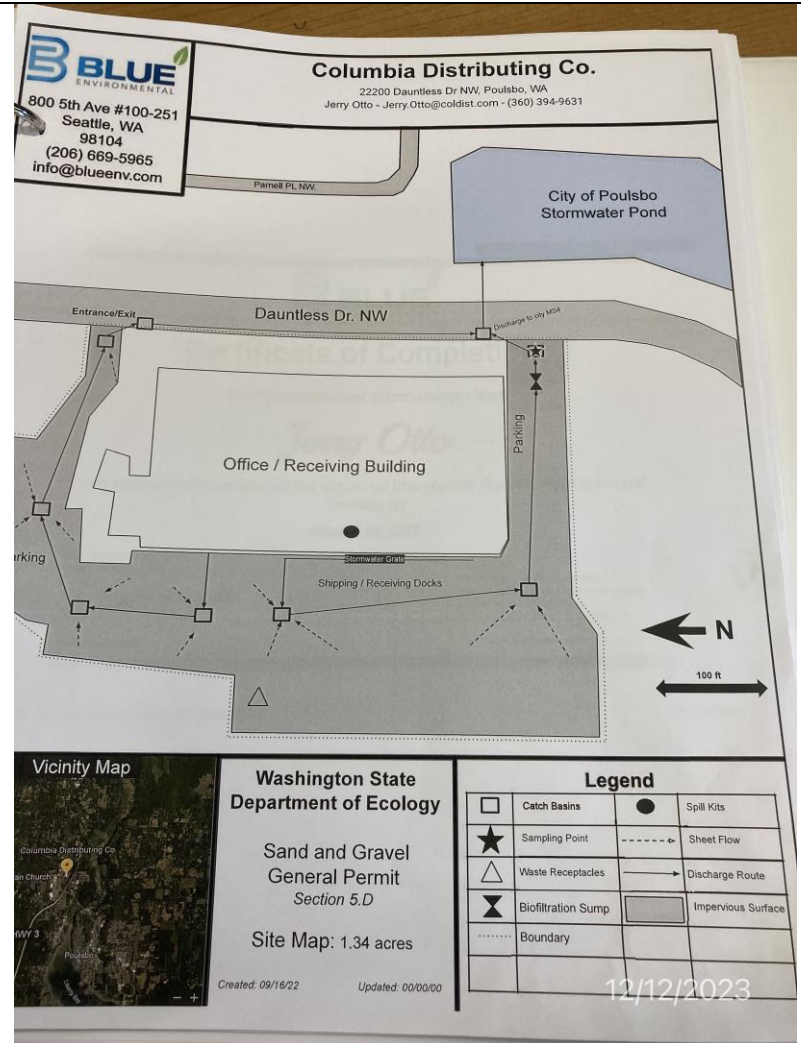 BLUE
ENVIRONMENTAL
800 5th Ave #100-251
Seattle, WA
98104
(206) 669-5965
info@blueenv.com
Columbia Distributing Co.
22200 Dauntless Dr NW, Poulsbo, WA
Jerry Otto - Jerry.Otto@coldist.com - (360) 394-9631
Parnell PL NW.
City of Poulsbo
Stormwater Pond
Entrance/Exit
Dauntless Dr. NW
Discharge to city MS4
Parking
Office / Receiving Building
Stormwater Grate
rking
Shipping / Receiving Docks
N
100 ft
Vicinity Map
Columbia Distributing Co.
an Church
HWY 3
Poulsbo
Washington State
Department of Ecology
Sand and Gravel
General Permit
Section 5.D
Site Map: 1.34 acres
Created: 09/16/22
Updated: 00/00/00
Legend
Catch Basins
Spill Kits
Sampling Point
Sheet Flow
Waste Receptacles
Discharge Route
Biofiltration Sump
Impervious Surface
Boundary
12/12/2023